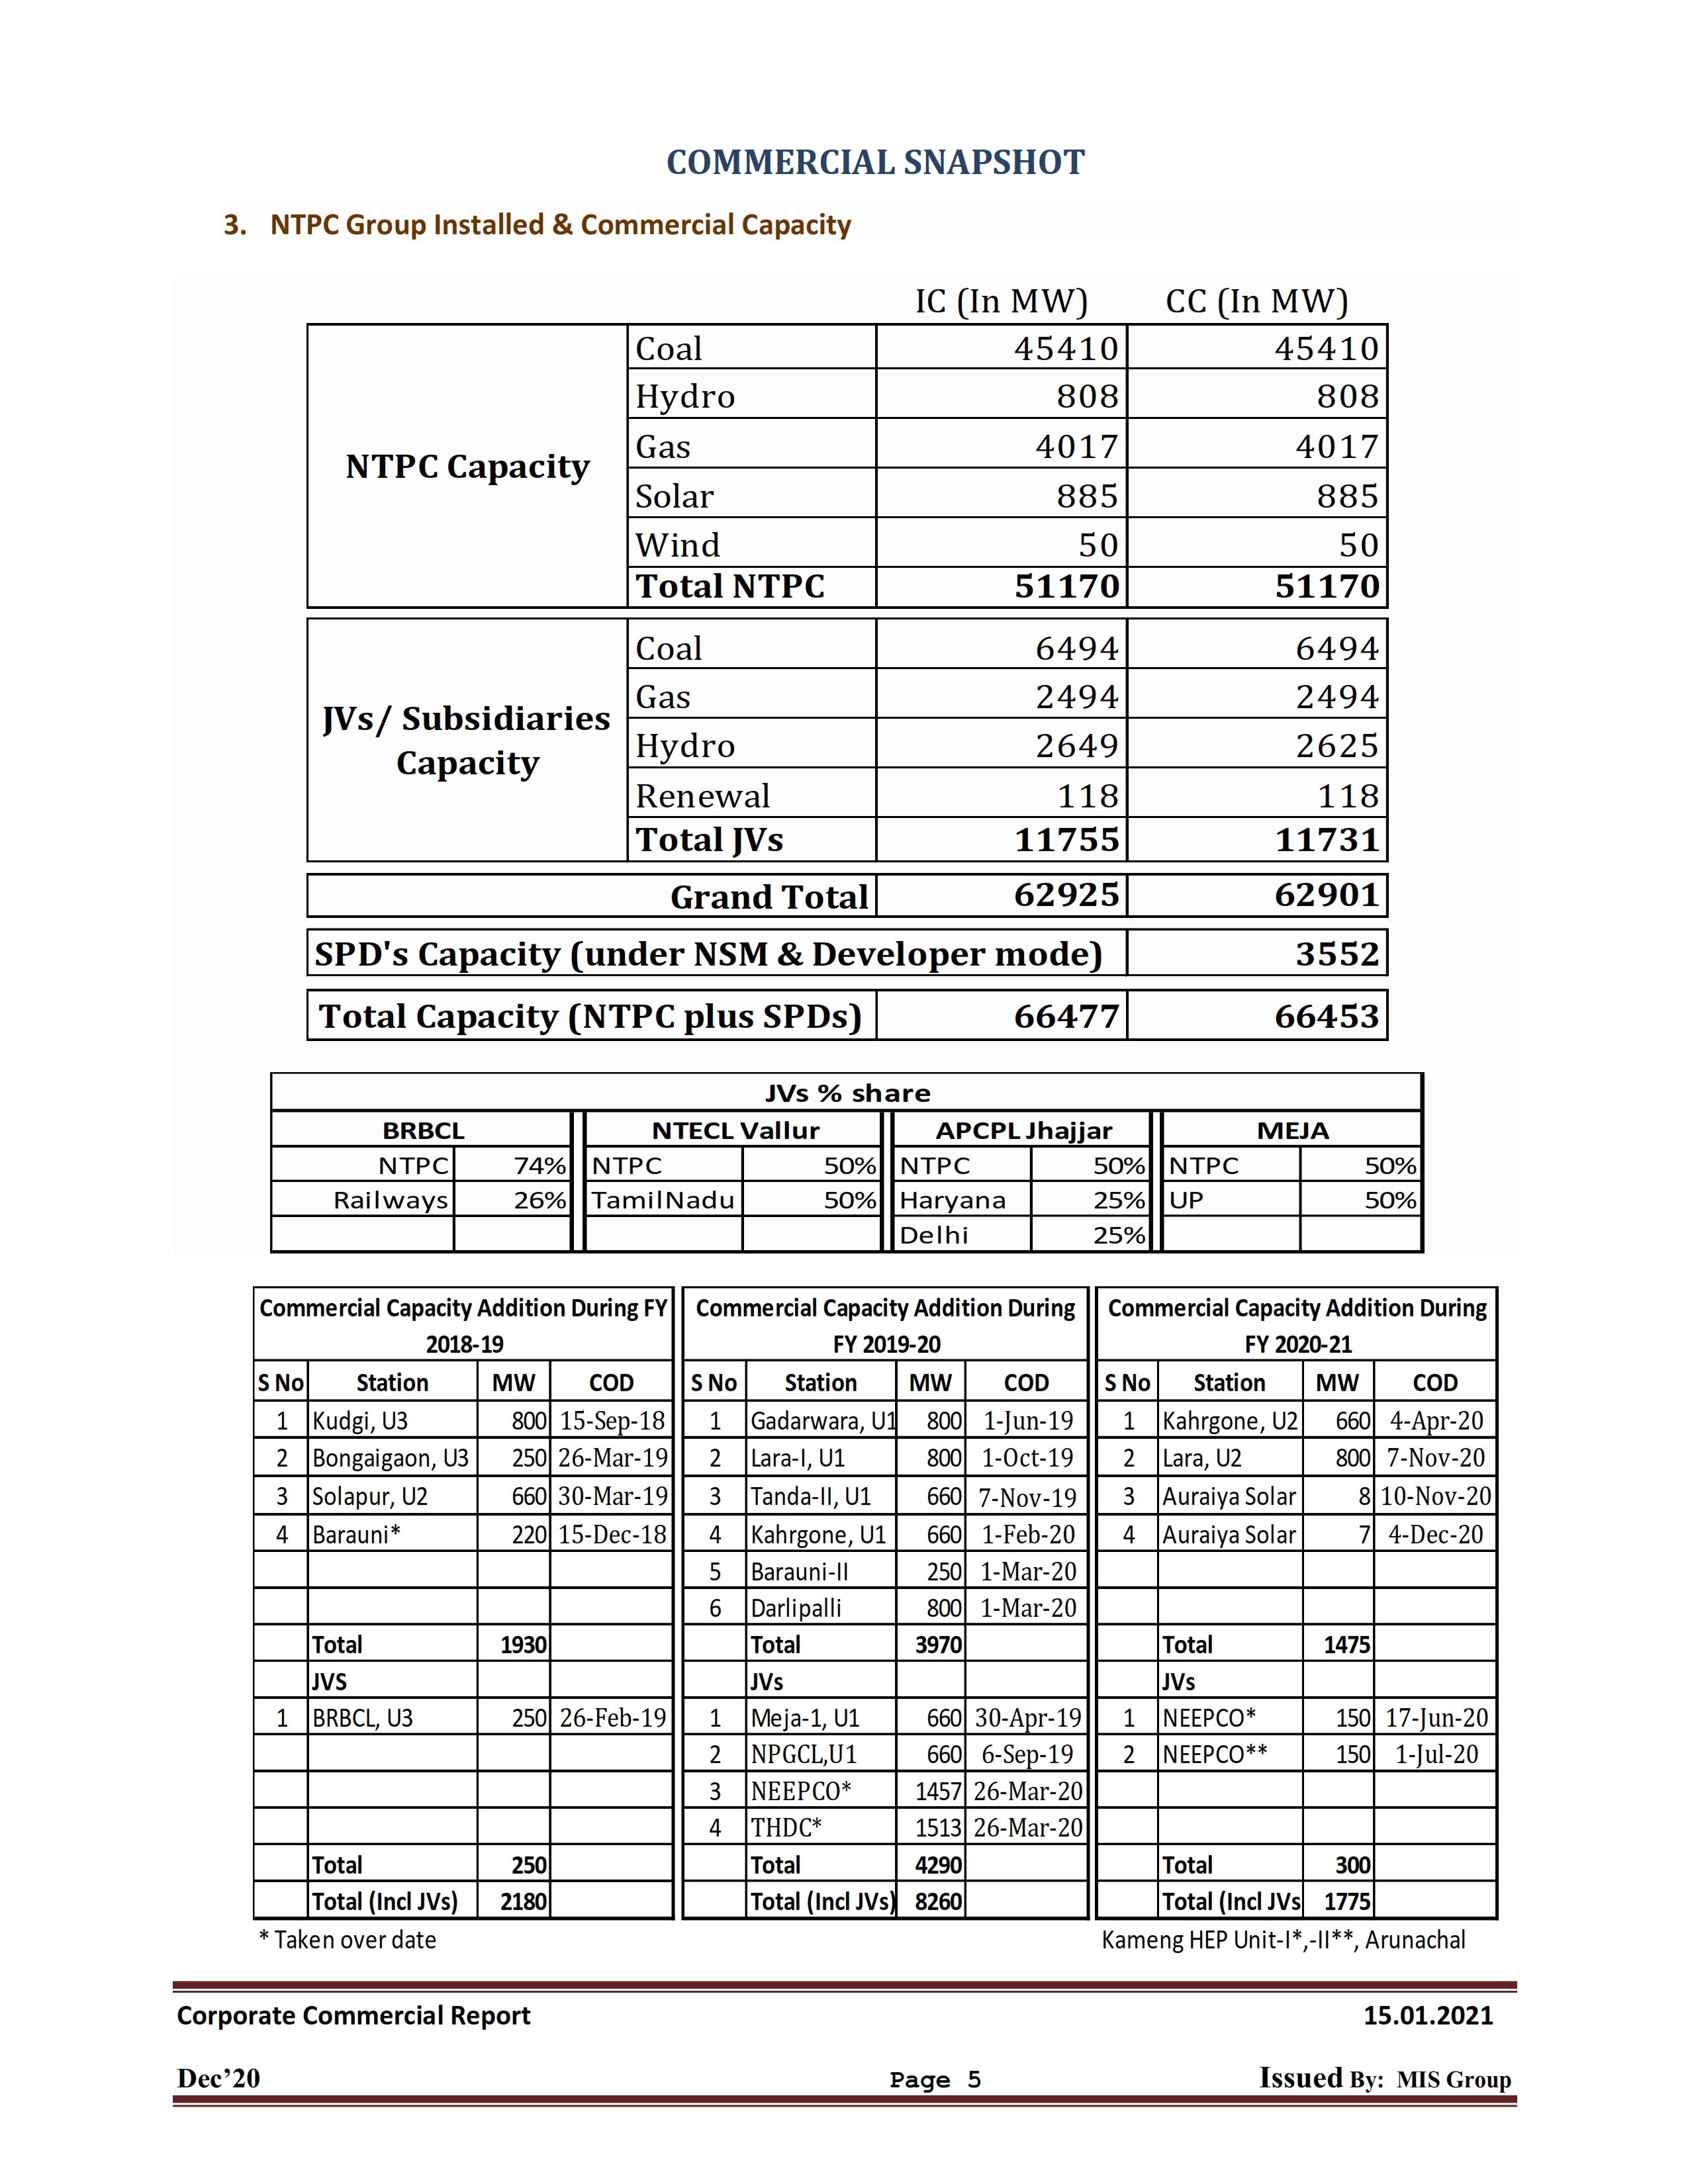 COMMERCIAL SNAPSHOT
3. NTPC Group Installed & Commercial Capacity
IC (In MW) CC (In MW)
NTPC Capacity
Coal 45410 45410
Hydro 808 808
Gas 4017 4017
Solar 885 885
Wind 50 50
Total NTPC 51170 51170
JVs/ Subsidiaries
Capacity
Coal 6494 6494
Gas 2494 2494
Hydro 2649 2625
Renewal 118 118
Total JVs 11755 11731
Grand Total 62925 62901
SPD's Capacity (under NSM & Developer mode) 3552
Total Capacity (NTPC plus SPDs) 66477 66453
JVs % share
BRBCL NTECL Vallur APCPL Jhajjar MEJA
NTPC 74% NTPC 50% NTPC 50% NTPC 50%
Railways 26% TamilNadu 50% Haryana 25% UP 50%
Delhi 25%
Commercial Capacity Addition During FY
2018-19
S No Station MW COD
1 Kudgi, U3 800 15-Sep-18
2 Bongaigaon, U3 250 26-Mar-19
3 Solapur, U2 660 30-Mar-19
4 Barauni* 220 15-Dec-18
Total 1930
JVS
1 BRBCL, U3 250 26-Feb-19
Total 250
Total (Incl JVs) 2180
* Taken over date
Commercial Capacity Addition During
FY 2019-20
S No Station MW COD
1 Gadarwara, U1 800 1-Jun-19
2 Lara-I, U1 800 1-Oct-19
3 Tanda-II, U1 660 7-Nov-19
4 Kahrgone, U1 660 1-Feb-20
5 Barauni-II 250 1-Mar-20
6 Darlipalli 800 1-Mar-20
Total 3970
JVs
1 Meja-1, U1 660 30-Apr-19
2 NPGCL,U1 660 6-Sep-19
3 NEEPCO* 1457 26-Mar-20
4 THDC* 1513 26-Mar-20
Total 4290
Total (Incl JVs) 8260
Commercial Capacity Addition During
FY 2020-21
S No Station MW COD
1 Kahrgone, U2 660 4-Apr-20
2 Lara, U2 800 7-Nov-20
3 Auraiya Solar 8 10-Nov-20
4 Auraiya Solar 7 4-Dec-20
Total 1475
JVs
1 NEEPCO* 150 17-Jun-20
2 NEEPCO** 150 1-Jul-20
Total 300
Total (Incl JVs 1775
Kameng HEP Unit-I*,-II**, Arunachal
Corporate Commercial Report 15.01.2021
Dec’20 Page 5 Issued By: MIS Group